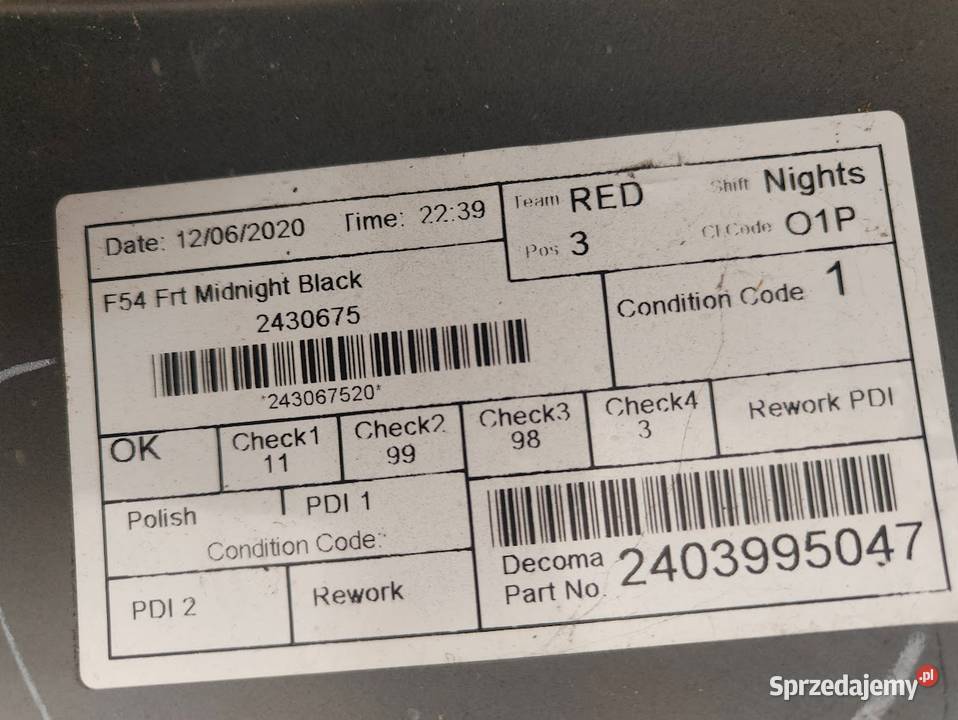 Date: 12/06/2020 Time: 22:39
Team RED Shift Nights
Pos 3 Cl.Code O1P
F54 Frt Midnight Black
2430675
*243067520*
Condition Code 1
OK
Check1
11
Check2
99
Check3
98
Check4
3
Rework PDI
Polish
PDI 1
Condition Code:
PDI 2
Rework
Decoma
Part No. 2403995047
Sprzedajemy.pl